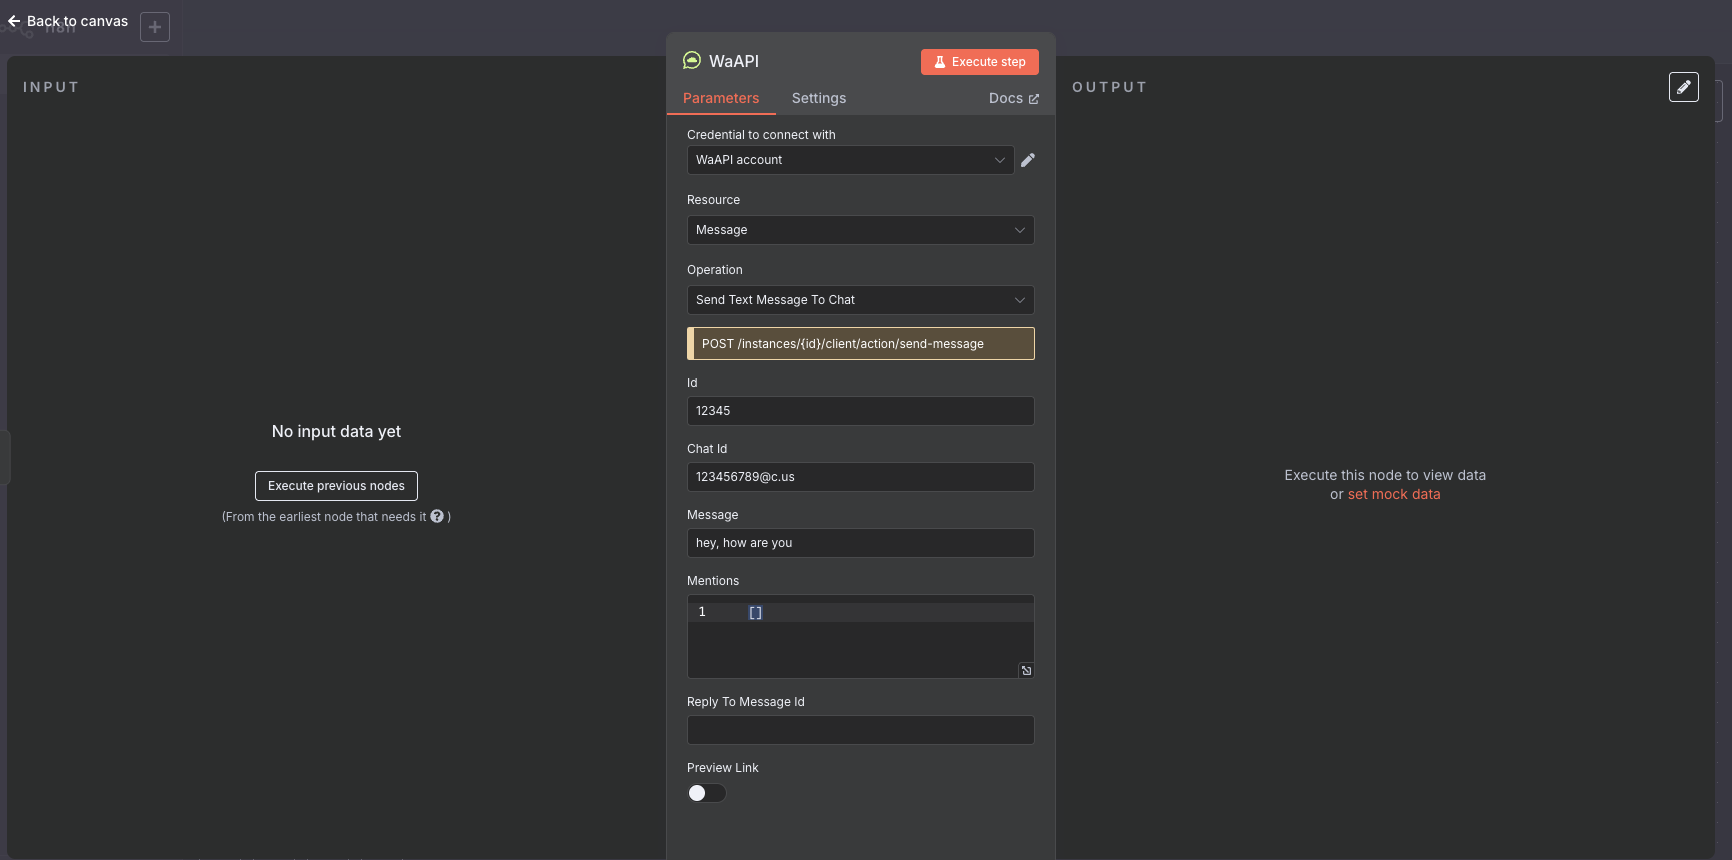 Back to canvas
n8n
INPUT
No input data yet
Execute previous nodes
(From the earliest node that needs it ? )
WaAPI
Execute step
Parameters
Settings
Docs
Credential to connect with
WaAPI account
Resource
Message
Operation
Send Text Message To Chat
POST /instances/{id}/client/action/send-message
Id
12345
Chat Id
123456789@c.us
Message
hey, how are you
Mentions
1 []
Reply To Message Id
Preview Link
OUTPUT
Execute this node to view data
or set mock data